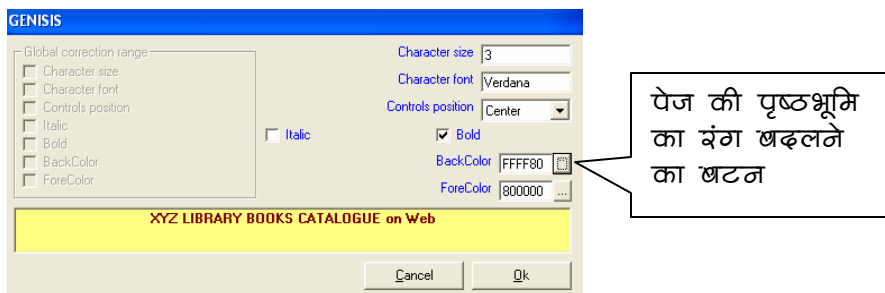 GENISIS
Global correction range
Character size
Character font
Controls position
Italic
Bold
BackColor
ForeColor
Character size 3
Character font Verdana
Controls position Center
Italic Bold
BackColor FFFF80
ForeColor 800000 ...
XYZ LIBRARY BOOKS CATALOGUE on Web
Cancel Ok
पेज की पृष्ठभूमि
का रंग बदलने
का बटन